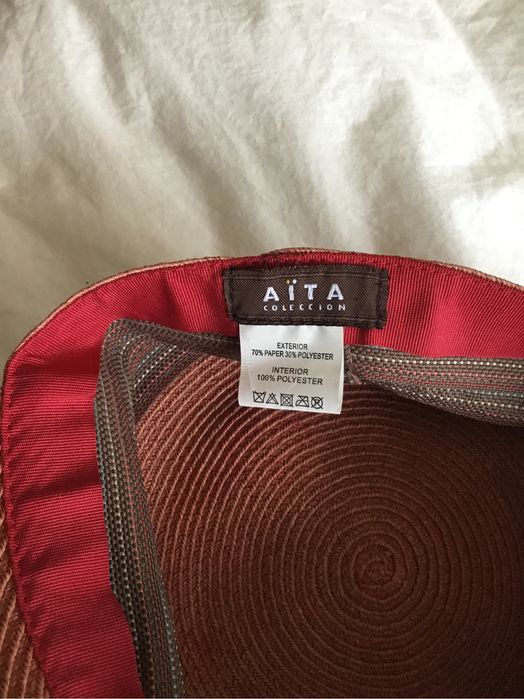 AÏTA
COLECCION
EXTERIOR
70% PAPER 30% POLYESTER
INTERIOR
100% POLYESTER